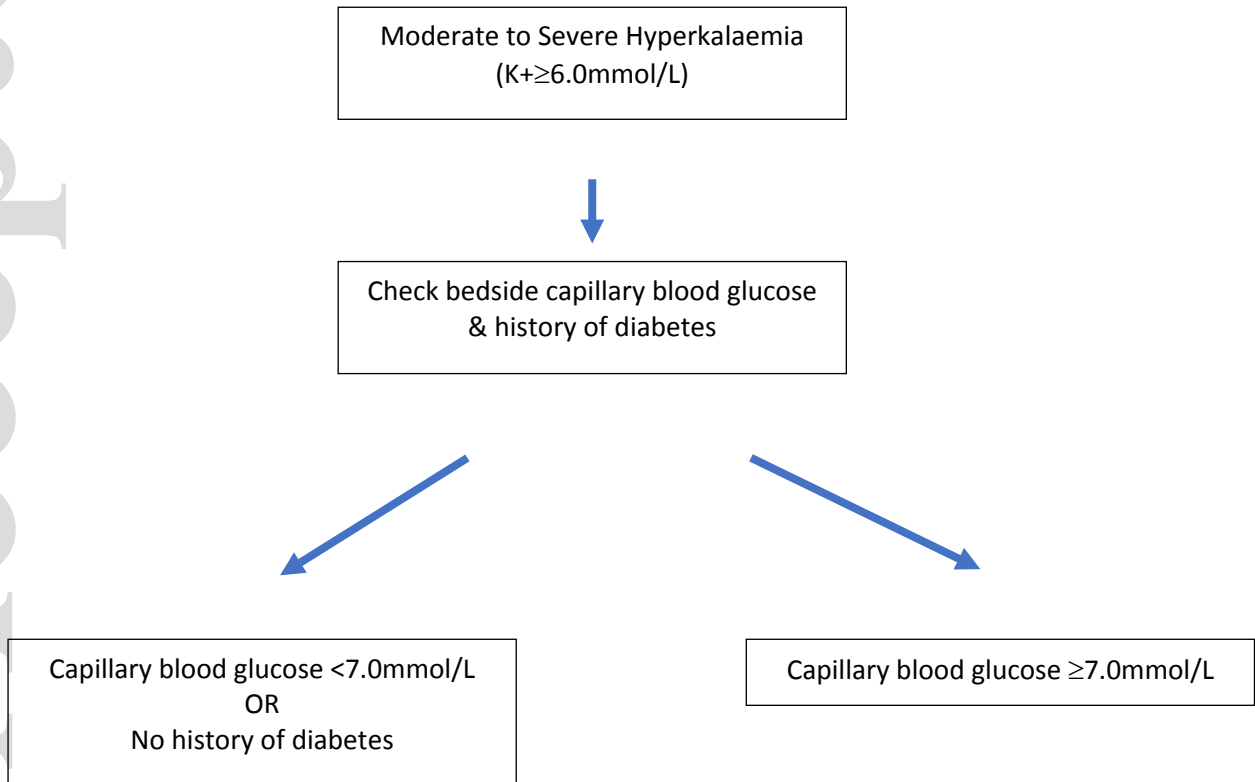 Moderate to Severe Hyperkalaemia
(K+≥6.0mmol/L)
Check bedside capillary blood glucose
& history of diabetes
Capillary blood glucose <7.0mmol/L
OR
No history of diabetes
Capillary blood glucose ≥7.0mmol/L